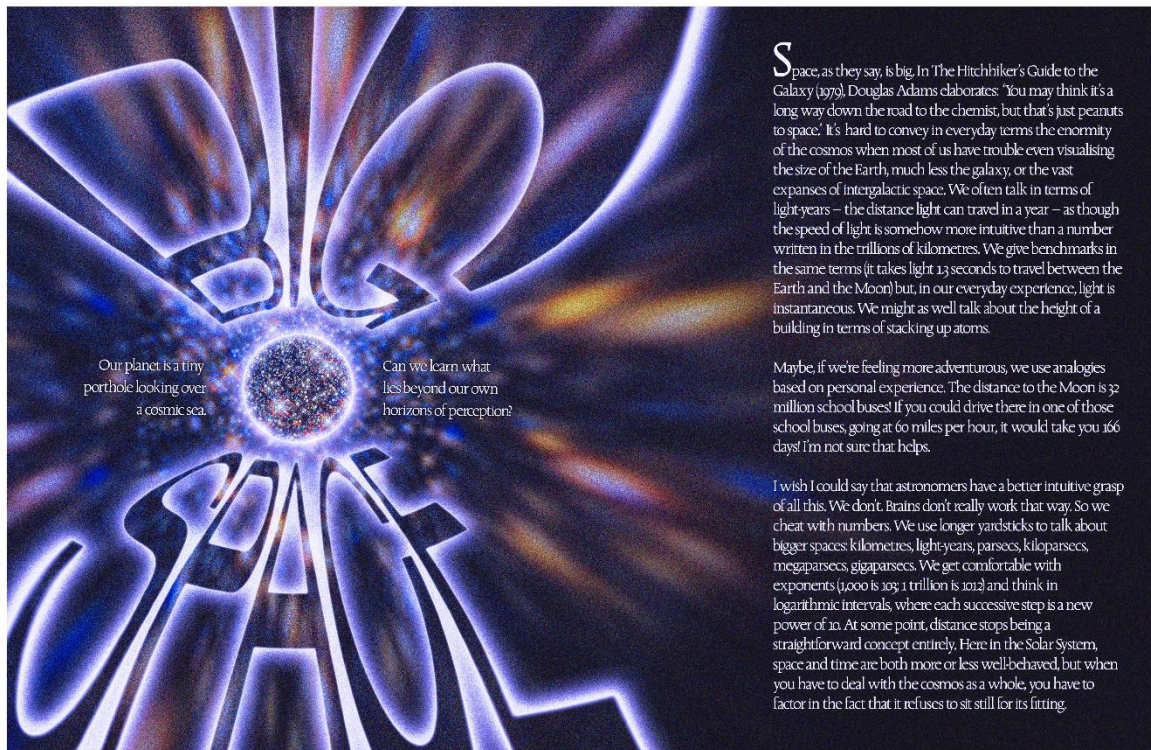 BIG
Our planet is a tiny
porthole looking over
a cosmic sea.
Can we learn what
lies beyond our own
horizons of perception?
SPACE
Space, as they say, is big. In The Hitchhiker's Guide to the
Galaxy (1979), Douglas Adams elaborates: 'You may think it's a
long way down the road to the chemist, but that's just peanuts
to space.' It's hard to convey in everyday terms the enormity
of the cosmos when most of us have trouble even visualising
the size of the Earth, much less the galaxy, or the vast
expanses of intergalactic space. We often talk in terms of
light-years – the distance light can travel in a year – as though
the speed of light is somehow more intuitive than a number
written in the trillions of kilometres. We give benchmarks in
the same terms (it takes light 1.3 seconds to travel between the
Earth and the Moon) but, in our everyday experience, light is
instantaneous. We might as well talk about the height of a
building in terms of stacking up atoms.
Maybe, if we're feeling more adventurous, we use analogies
based on personal experience. The distance to the Moon is 32
million school buses! If you could drive there in one of those
school buses, going at 60 miles per hour, it would take you 166
days! I'm not sure that helps.
I wish I could say that astronomers have a better intuitive grasp
of all this. We don't. Brains don't really work that way. So we
cheat with numbers. We use longer yardsticks to talk about
bigger spaces: kilometres, light-years, parsecs, kiloparsecs,
megaparsecs, gigaparsecs. We get comfortable with
exponents (1,000 is 103; 1 trillion is 1012) and think in
logarithmic intervals, where each successive step is a new
power of 10. At some point, distance stops being a
straightforward concept entirely. Here in the Solar System,
space and time are both more or less well-behaved, but when
you have to deal with the cosmos as a whole, you have to
factor in the fact that it refuses to sit still for its fitting.